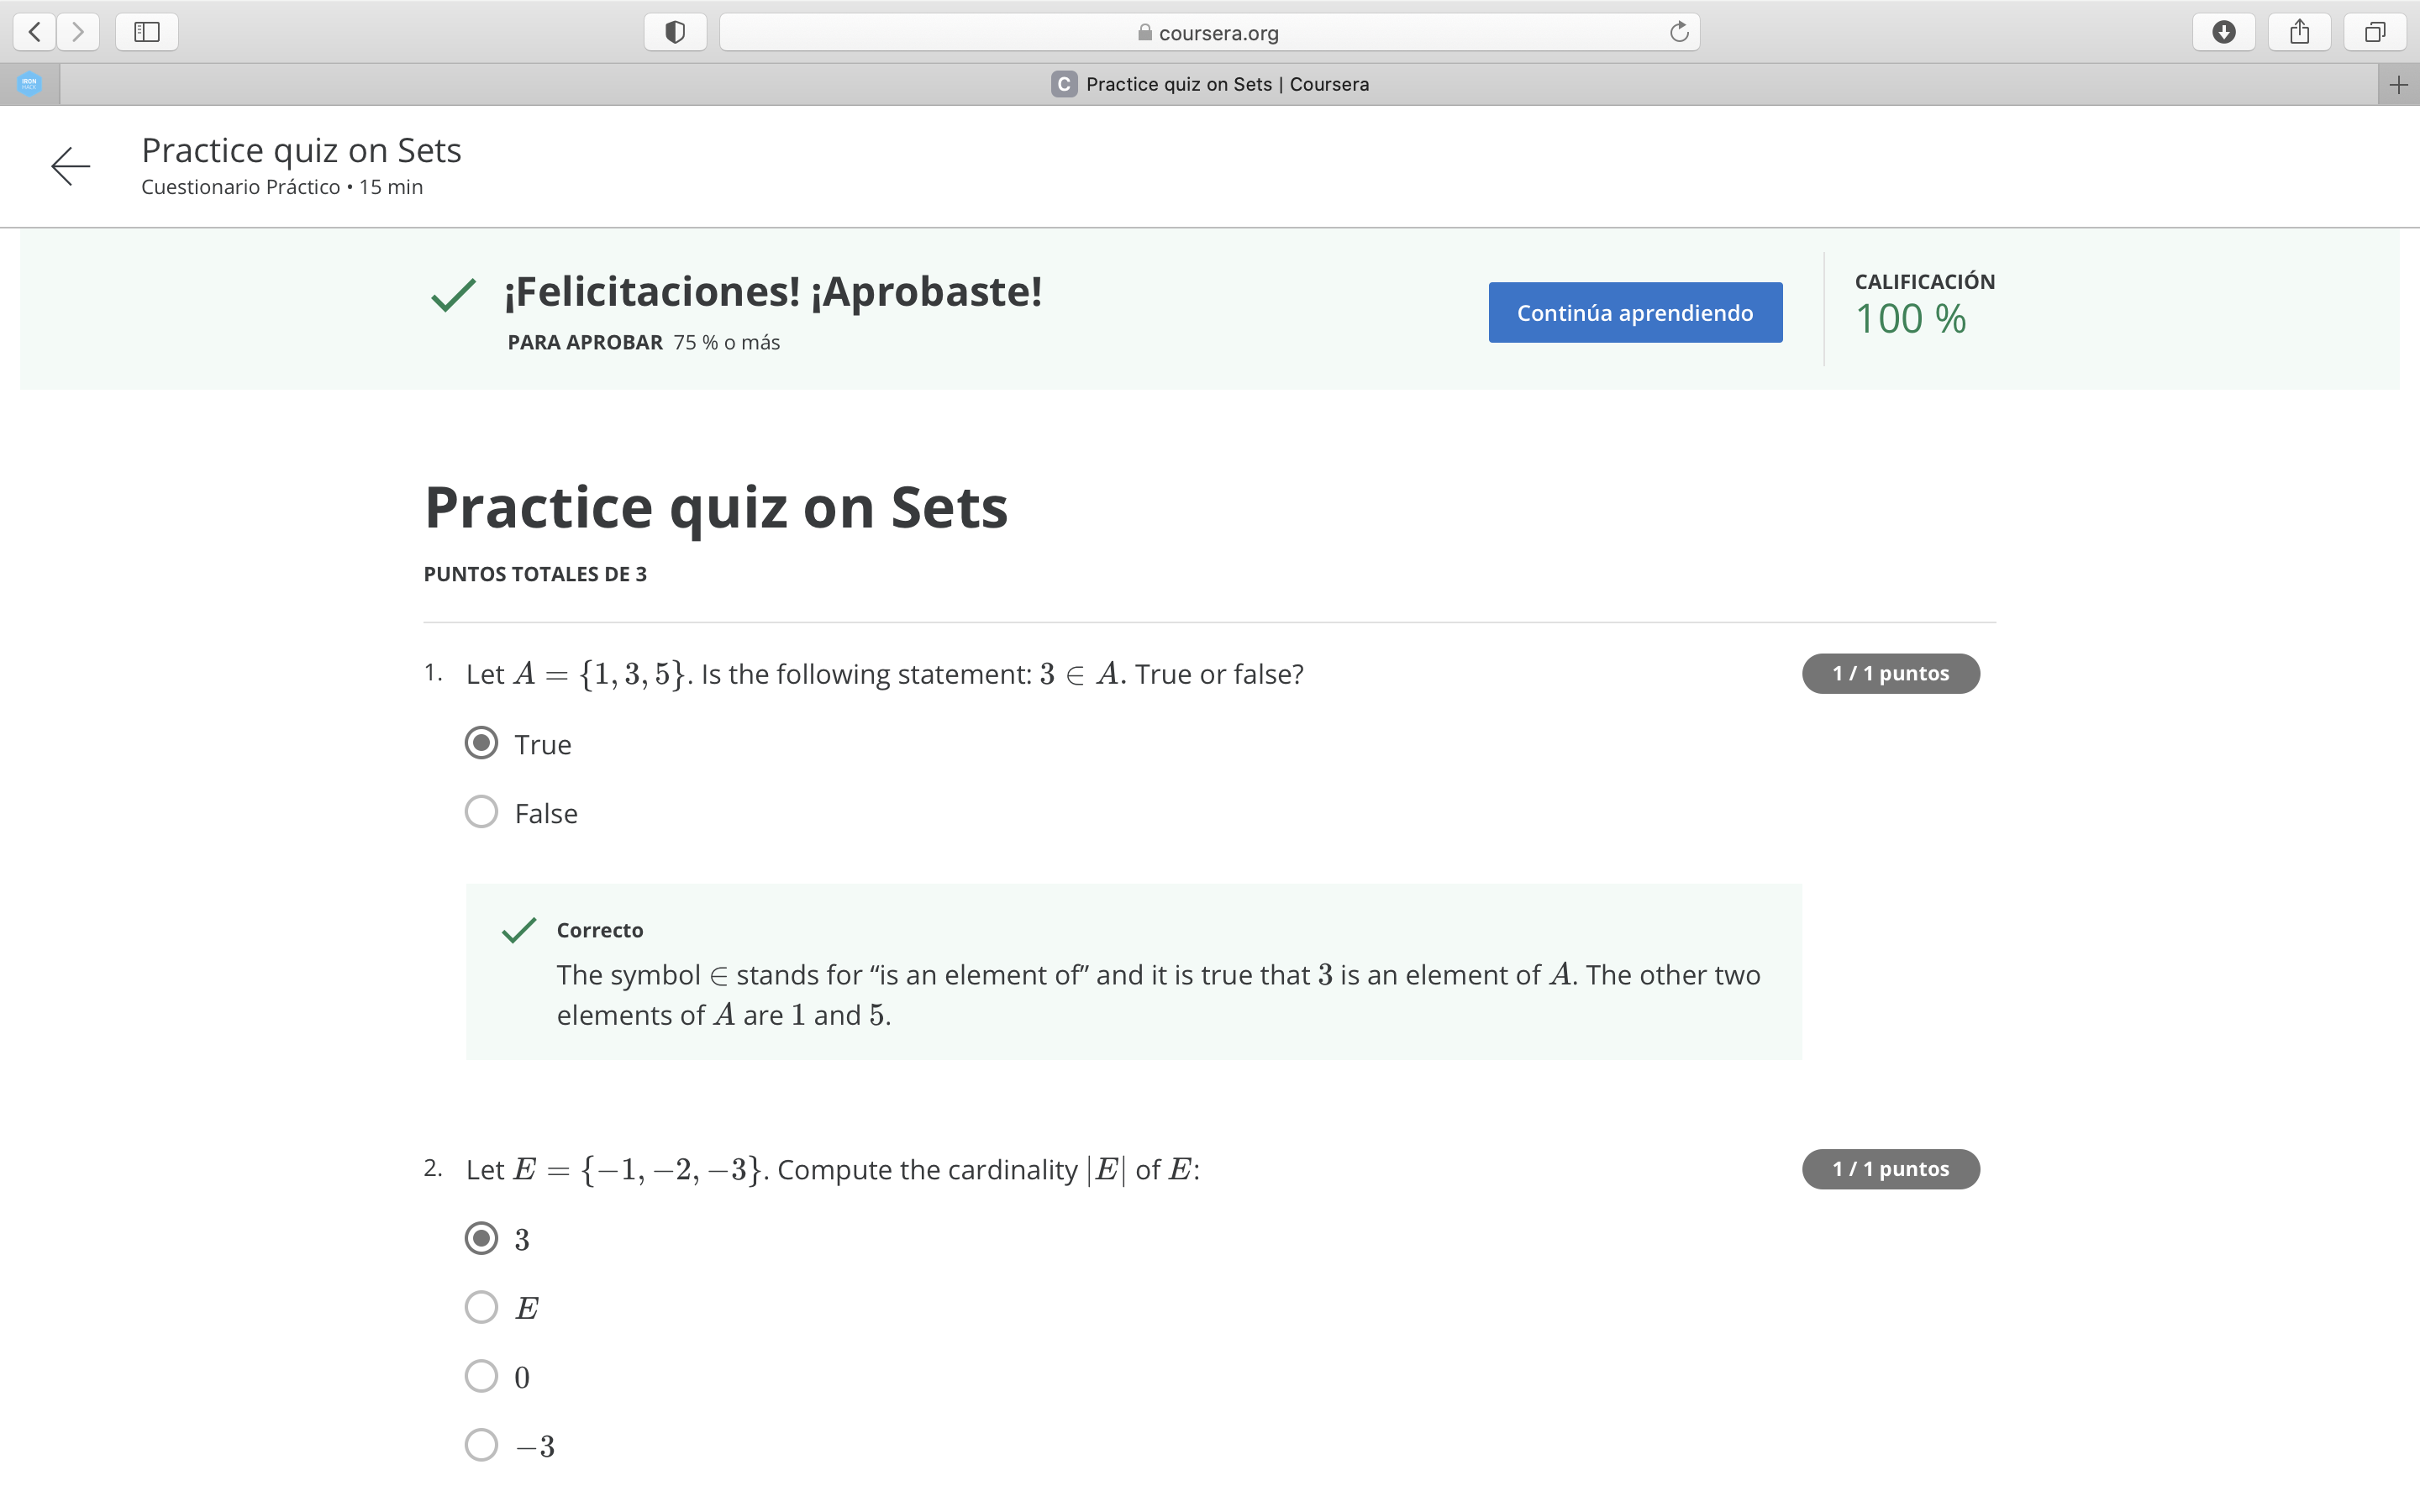 coursera.org
IRON
HACK
C Practice quiz on Sets | Coursera
Practice quiz on Sets
Cuestionario Práctico • 15 min
¡Felicitaciones! ¡Aprobaste!
PARA APROBAR 75 % o más
Continúa aprendiendo
CALIFICACIÓN
100 %
Practice quiz on Sets
PUNTOS TOTALES DE 3
1. Let A = {1, 3, 5}. Is the following statement: 3 ∈ A. True or false?
1 / 1 puntos
True
False
Correcto
The symbol ∈ stands for “is an element of” and it is true that 3 is an element of A. The other two
elements of A are 1 and 5.
2. Let E = {−1, −2, −3}. Compute the cardinality |E| of E:
1 / 1 puntos
3
E
0
−3